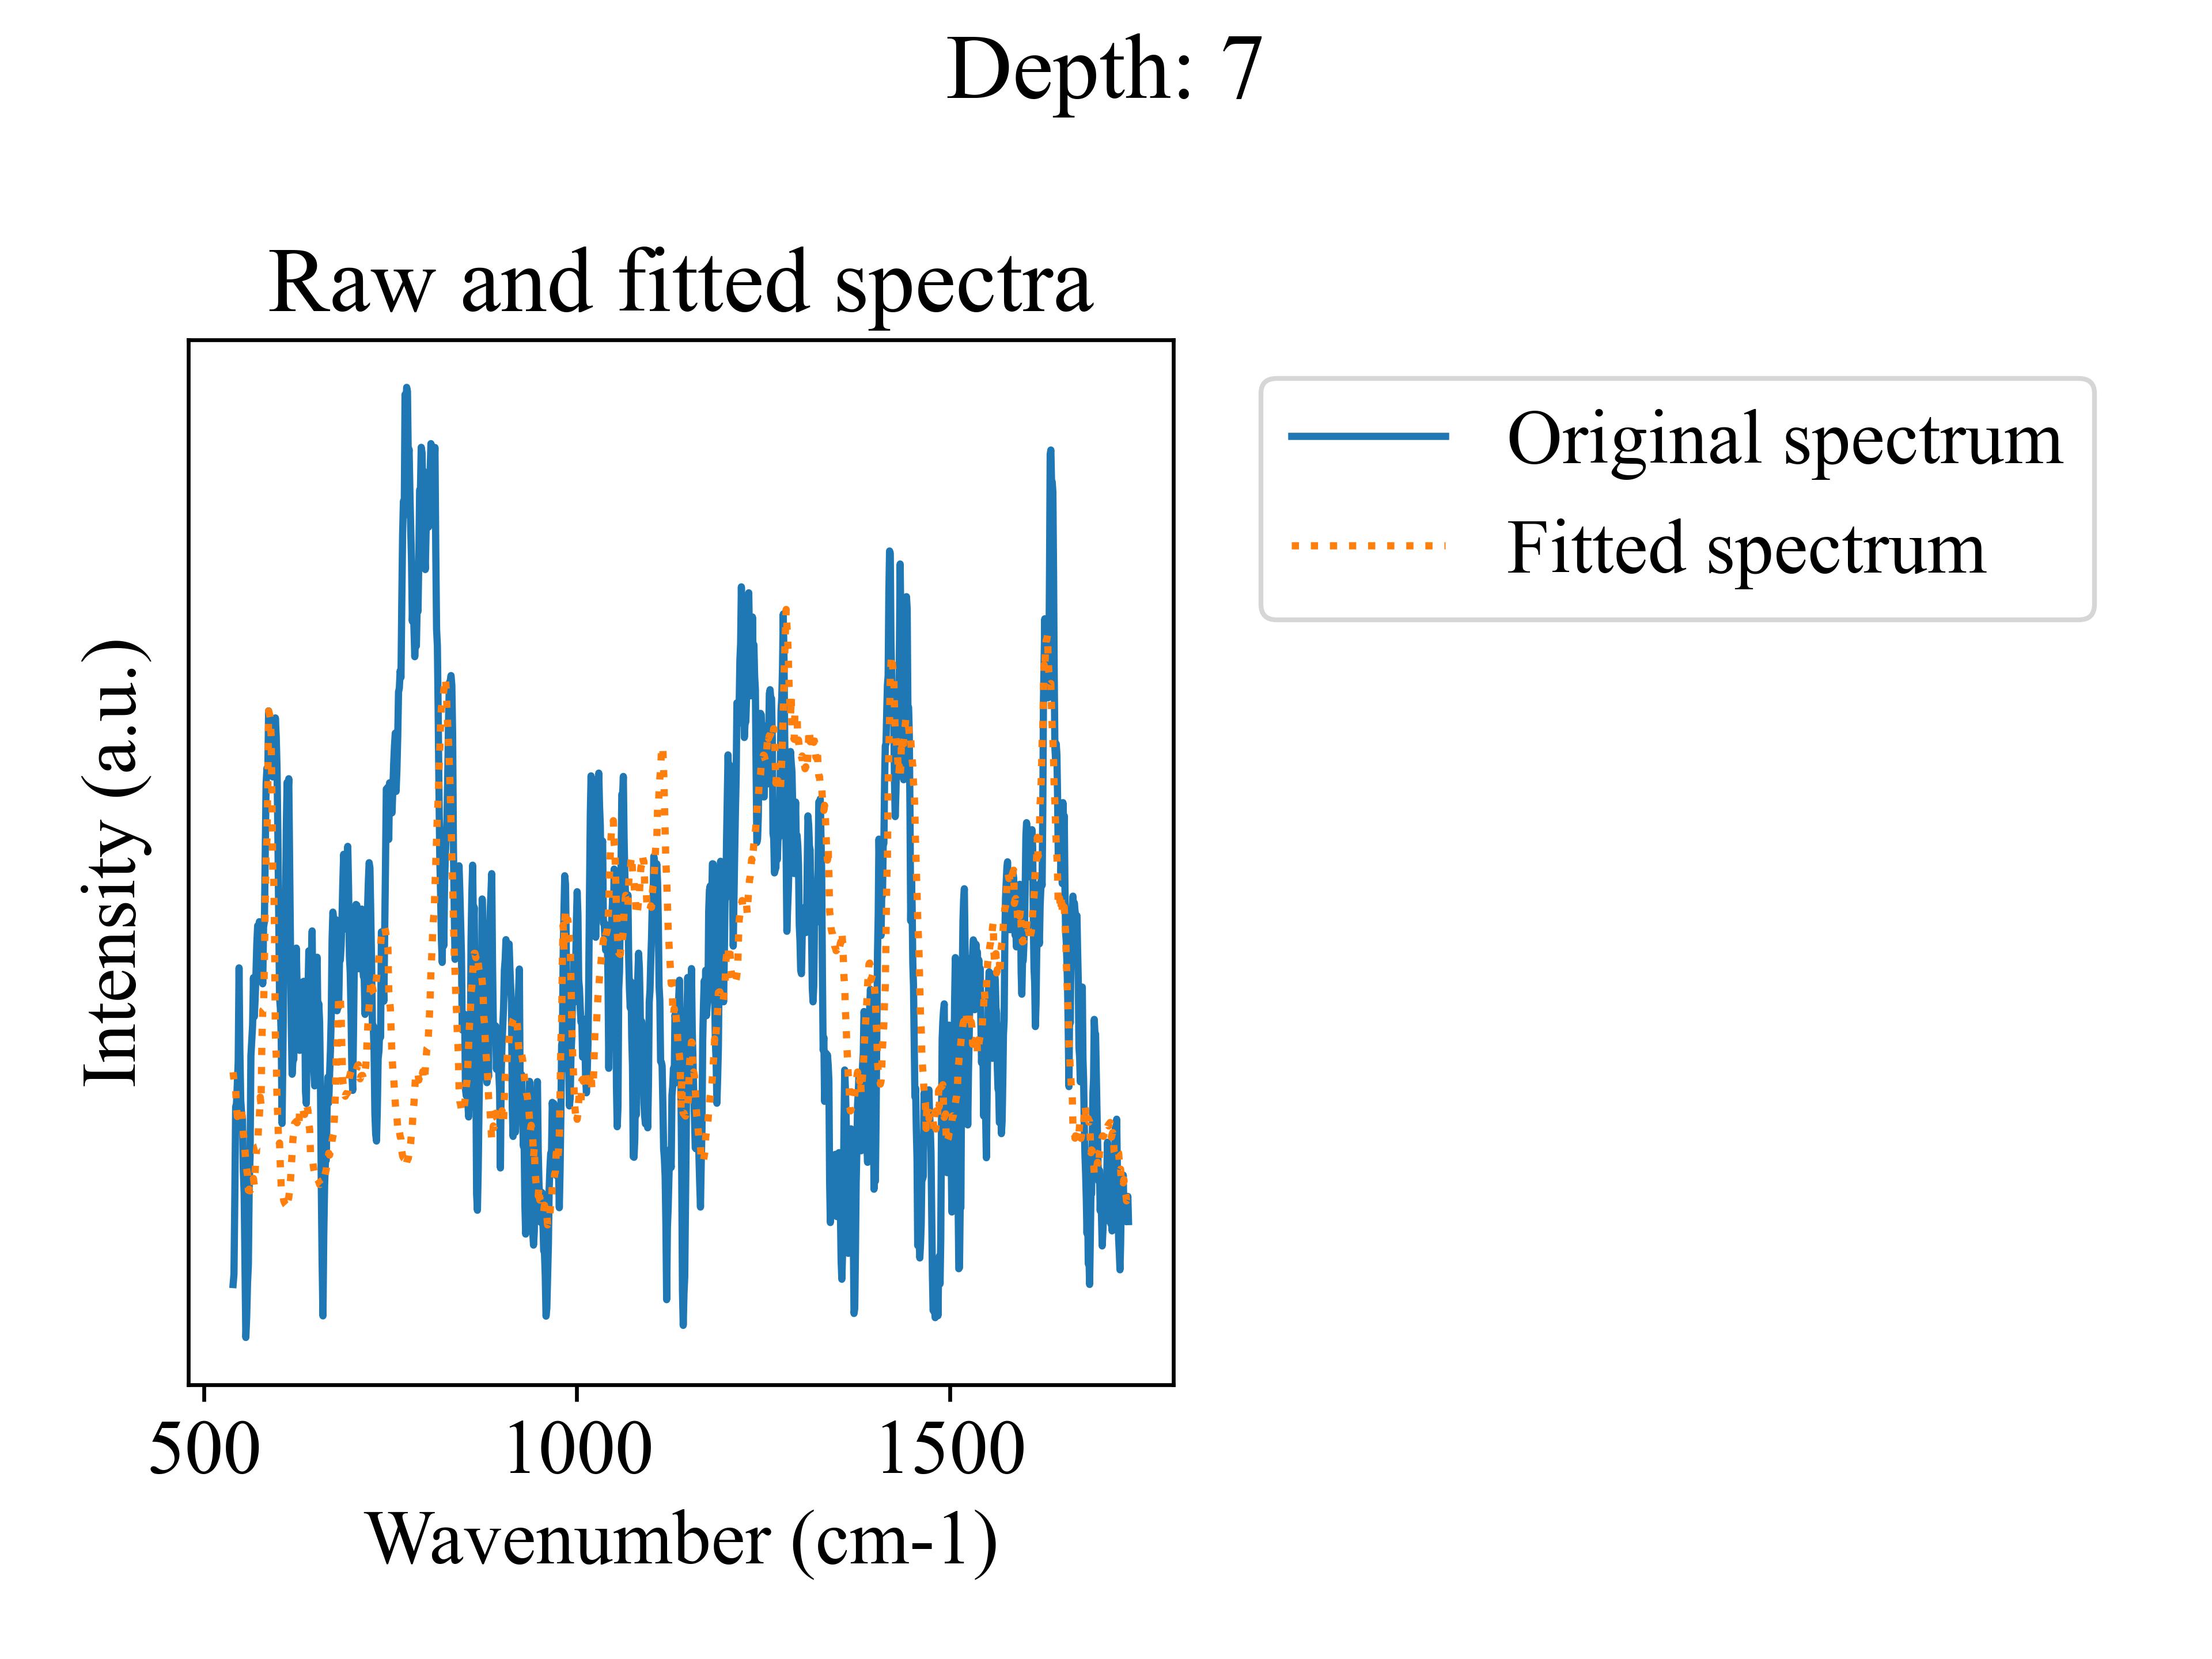 Depth: 7
Raw and fitted spectra
Original spectrum
Fitted spectrum
Intensity (a.u.)
500 1000 1500
Wavenumber (cm-1)